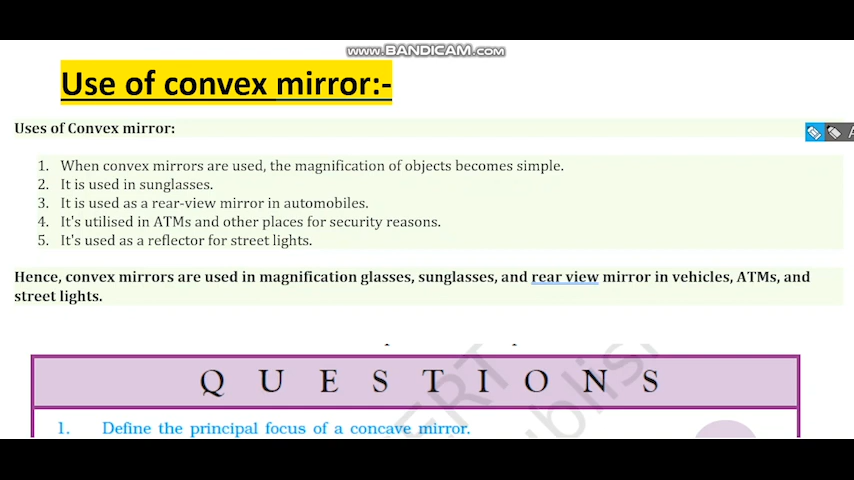 www.BANDICAM.com
Use of convex mirror:-
Uses of Convex mirror:
1. When convex mirrors are used, the magnification of objects becomes simple.
2. It is used in sunglasses.
3. It is used as a rear-view mirror in automobiles.
4. It's utilised in ATMs and other places for security reasons.
5. It's used as a reflector for street lights.
Hence, convex mirrors are used in magnification glasses, sunglasses, and rear view mirror in vehicles, ATMs, and
street lights.
QUESTIONS
1. Define the principal focus of a concave mirror.